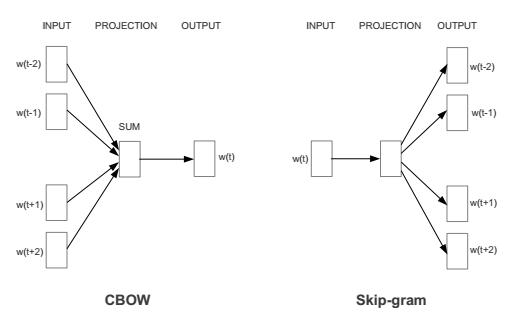 INPUT PROJECTION OUTPUT
w(t-2)
w(t-1)
SUM
w(t)
w(t+1)
w(t+2)
CBOW
INPUT PROJECTION OUTPUT
w(t-2)
w(t-1)
w(t)
w(t+1)
w(t+2)
Skip-gram